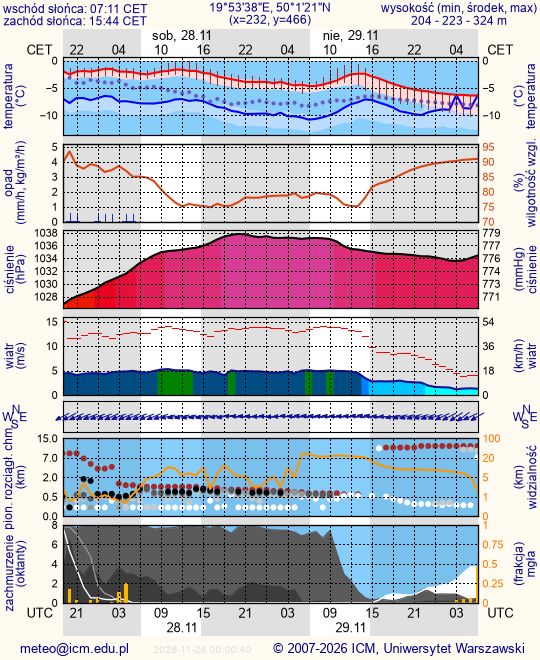 wschód słońca: 07:11 CET 19°53'38"E, 50°1'21"N wysokość (min, środek, max)
zachód słońca: 15:44 CET (x=232, y=466) 204 - 223 - 324 m
sob, 28.11 nie, 29.11
CET 22 04 10 16 22 04 10 16 22 04 CET
temperatura (°C) 0 −5 −10 0 −5 −10 (°C) temperatura
opad (mm/h, kg/m²/h) 5 4 3 2 1 0 95 90 85 80 75 70 (%) wilgotność wzgl.
ciśnienie (hPa) 1038 1036 1034 1032 1030 1028 779 777 776 774 773 771 (mmHg) ciśnienie
wiatr (m/s) 15 10 5 0 54 36 18 0 (km/h) wiatr
N W E S N W E S
pion. rozciągł. chm. (km) 15.0 7.0 2.0 0.5 0.0 100 20 5 1 0 (km) widzialność
zachmurzenie (oktanty) 8 6 4 2 0 1 0.75 0.5 0.25 0 (frakcja) mgła
UTC 21 03 09 15 21 03 09 15 21 03 UTC
28.11 29.11
meteo@icm.edu.pl 2026-11-28 00:00:40 © 2007-2026 ICM, Uniwersytet Warszawski